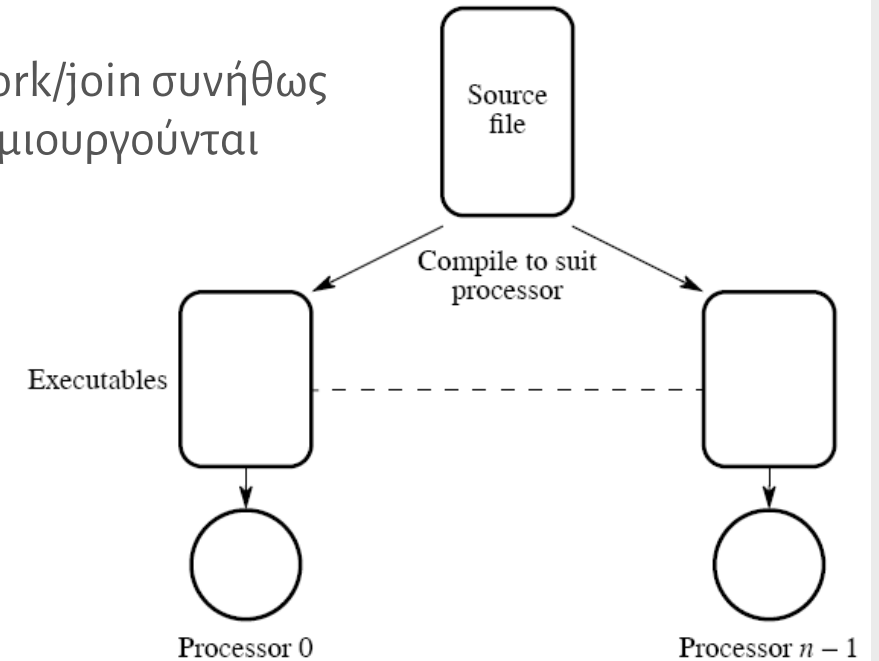 ork/join συνήθως
μιουργούνται
Source
file
Compile to suit
processor
Executables
Processor 0
Processor n – 1